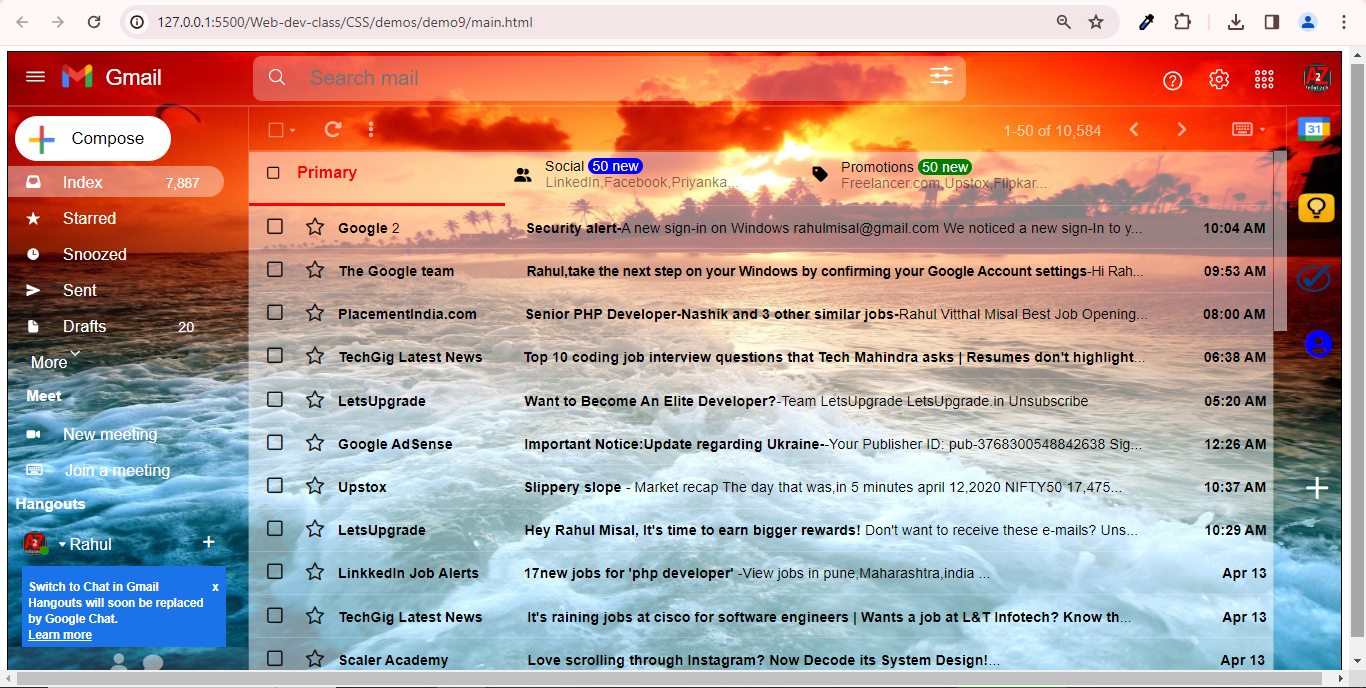 127.0.0.1:5500/Web-dev-class/CSS/demos/demo9/main.html
Gmail
Search mail
AZ
2
Infotech
Compose
1-50 of 10,584
31
Index 7,887
Primary
Social 50 new
LinkedIn,Facebook,Priyanka...
Promotions 50 new
Freelancer.com,Upstox,Flipkar...
Starred
Snoozed
Sent
Drafts 20
More
Meet
New meeting
Join a meeting
Hangouts
Rahul +
Switch to Chat in Gmail x
Hangouts will soon be replaced
by Google Chat.
Learn more
Google 2 Security alert-A new sign-in on Windows rahulmisal@gmail.com We noticed a new sign-In to y... 10:04 AM
The Google team Rahul,take the next step on your Windows by confirming your Google Account settings-Hi Rah... 09:53 AM
PlacementIndia.com Senior PHP Developer-Nashik and 3 other similar jobs-Rahul Vitthal Misal Best Job Opening... 08:00 AM
TechGig Latest News Top 10 coding job interview questions that Tech Mahindra asks | Resumes don't highlight... 06:38 AM
LetsUpgrade Want to Become An Elite Developer?-Team LetsUpgrade LetsUpgrade.in Unsubscribe 05:20 AM
Google AdSense Important Notice:Update regarding Ukraine--Your Publisher ID: pub-3768300548842638 Sig... 12:26 AM
Upstox Slippery slope - Market recap The day that was,in 5 minutes april 12,2020 NIFTY50 17,475... 10:37 AM
LetsUpgrade Hey Rahul Misal, It's time to earn bigger rewards! Don't want to receive these e-mails? Uns... 10:29 AM
LinkkedIn Job Alerts 17new jobs for 'php developer' -View jobs in pune,Maharashtra,india ... Apr 13
TechGig Latest News It's raining jobs at cisco for software engineers | Wants a job at L&T Infotech? Know th... Apr 13
Scaler Academy Love scrolling through Instagram? Now Decode its System Design!... Apr 13